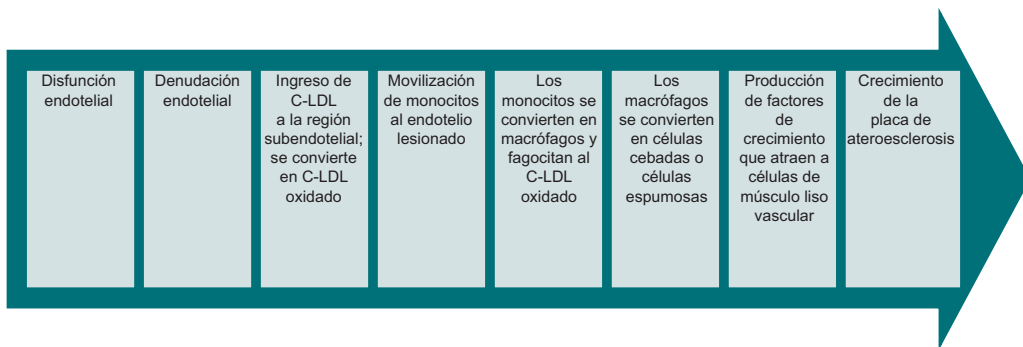 Disfunción
endotelial
Denudación
endotelial
Ingreso de
C-LDL
a la región
subendotelial;
se convierte
en C-LDL
oxidado
Movilización
de monocitos
al endotelio
lesionado
Los
monocitos se
convierten en
macrófagos y
fagocitan al
C-LDL
oxidado
Los
macrófagos
se convierten
en células
cebadas o
células
espumosas
Producción
de factores
de
crecimiento
que atraen a
células de
músculo liso
vascular
Crecimiento
de la
placa de
ateroesclerosis